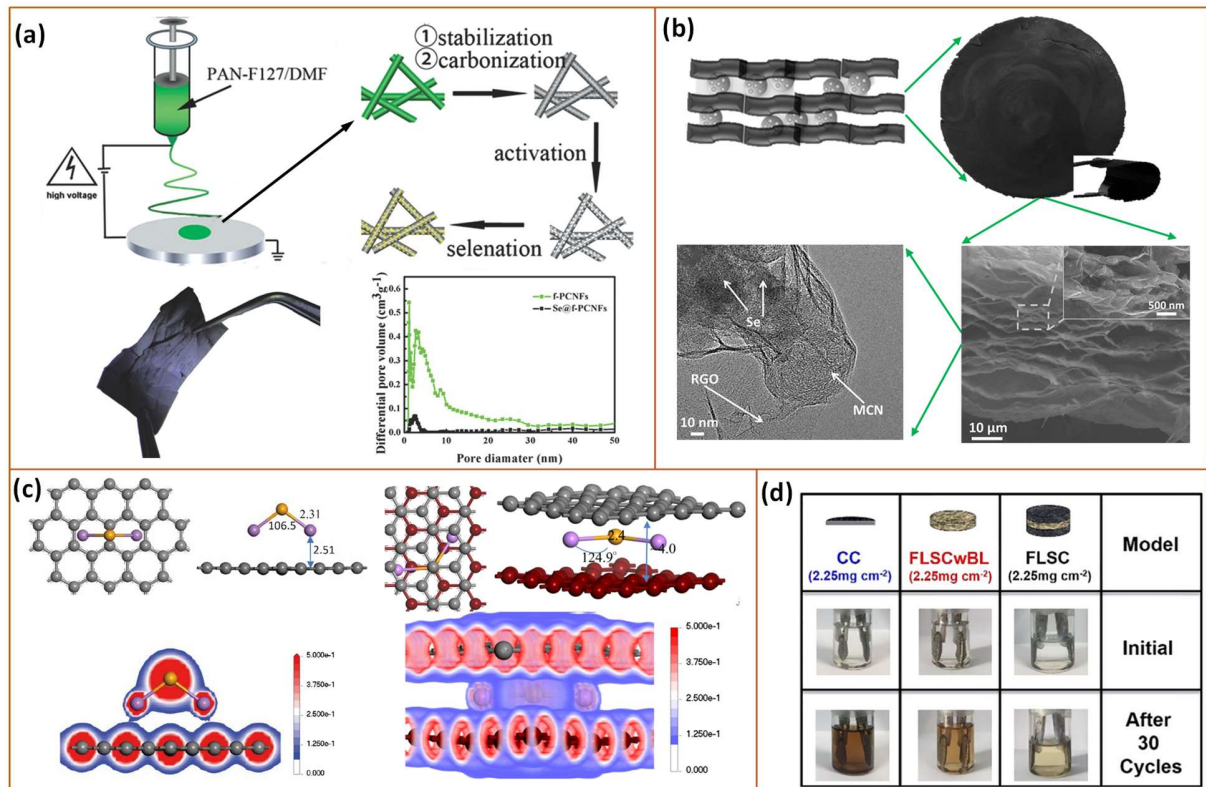 (a)
PAN-F127/DMF
high voltage
① stabilization
② carbonization
activation
selenation
Differential pore volume (cm³g⁻¹)
0.6
0.5
0.4
0.3
0.2
0.1
0.0
f-PCNFs
Se@f-PCNFs
0
10
20
30
40
50
Pore diamater (nm)
(b)
Se
RGO
MCN
10 nm
500 nm
10 µm
(c)
2.31
106.5
2.51
2.4
124.9°
~4.0
5.000e-1
3.750e-1
2.500e-1
1.250e-1
0.000
5.000e-1
3.750e-1
2.500e-1
1.250e-1
0.000
(d)
CC
(2.25mg cm⁻²)
FLSCwBL
(2.25mg cm⁻²)
FLSC
(2.25mg cm⁻²)
Model
Initial
After
30
Cycles